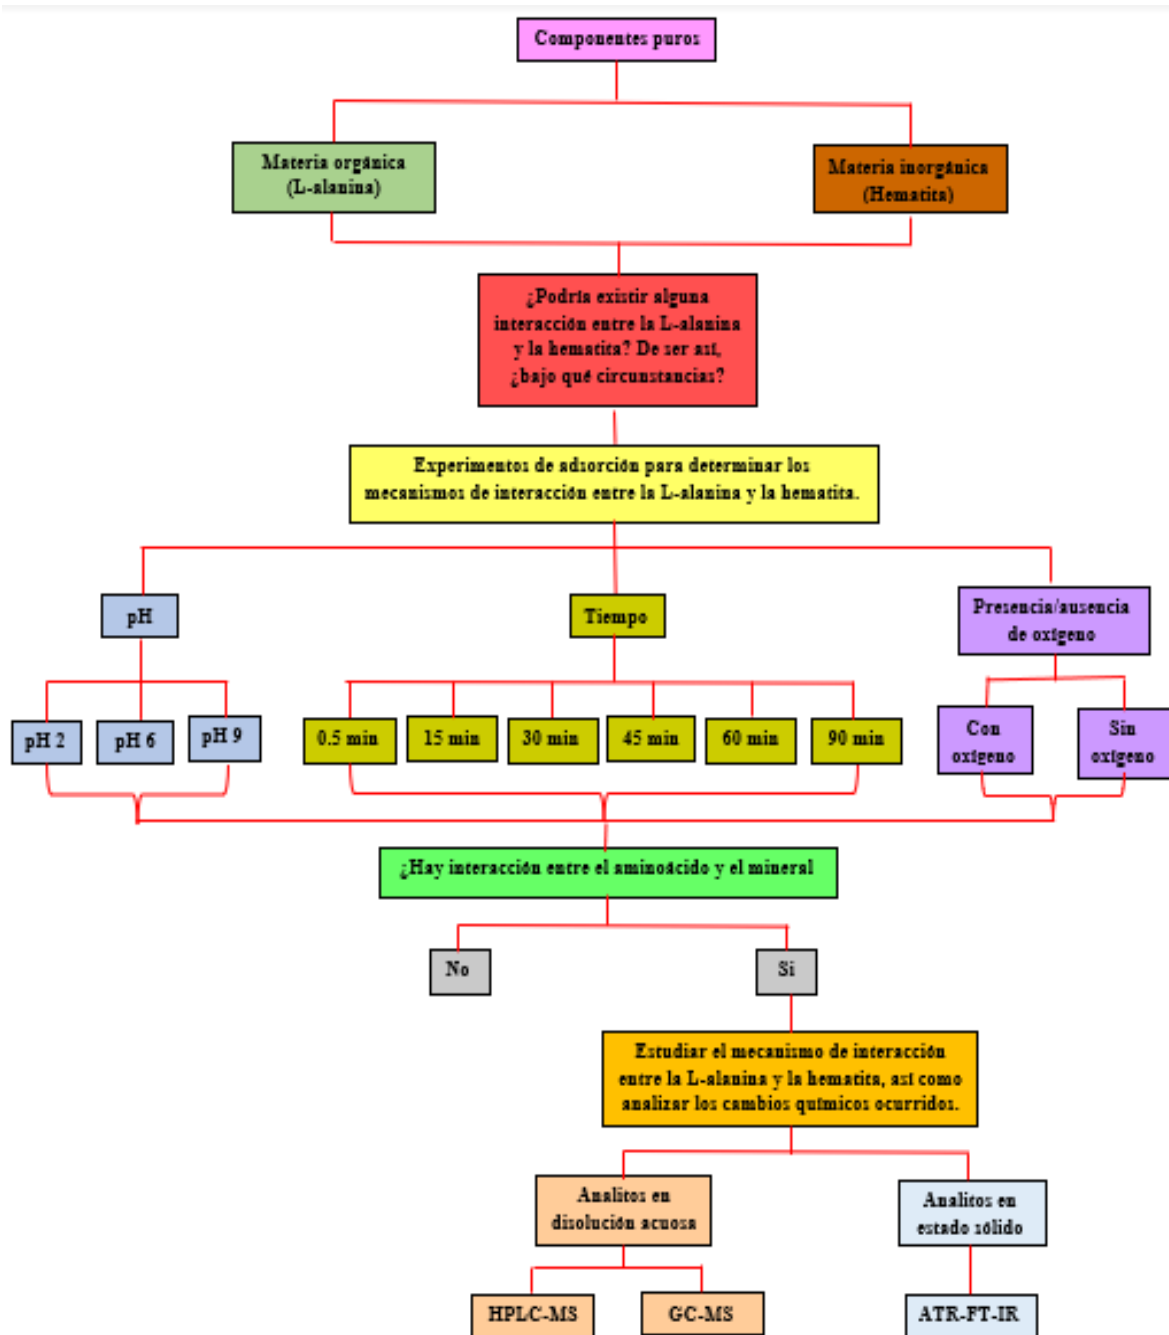 Componentes puros
Materia orgánica
(L-alanina)
Materia inorgánica
(Hematita)
¿Podría existir alguna
interacción entre la L-alanina
y la hematita? De ser así,
¿bajo qué circunstancias?
Experimentos de adsorción para determinar los
mecanismos de interacción entre la L-alanina y la hematita.
pH
Tiempo
Presencia/ausencia
de oxígeno
pH 2
pH 6
pH 9
0.5 min
15 min
30 min
45 min
60 min
90 min
Con
oxígeno
Sin
oxígeno
¿Hay interacción entre el aminoácido y el mineral
No
Si
Estudiar el mecanismo de interacción
entre la L-alanina y la hematita, así como
analizar los cambios químicos ocurridos.
Analitos en
disolución acuosa
Analitos en
estado sólido
HPLC-MS
GC-MS
ATR-FT-IR